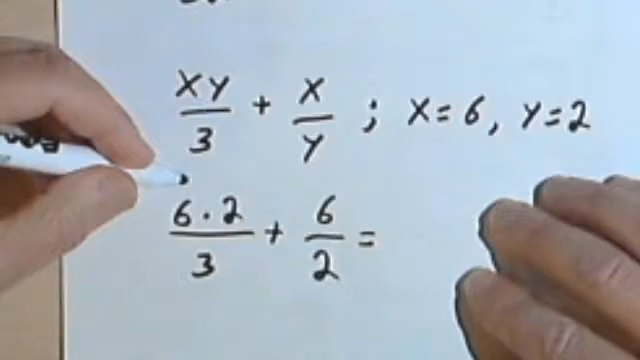 XY/3 + X/Y ; X=6, Y=2
6·2/3 + 6/2 =